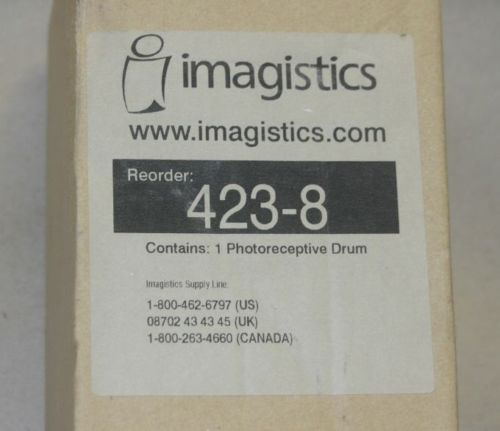 imagistics
www.imagistics.com
Reorder:
423-8
Contains: 1 Photoreceptive Drum
Imagistics Supply Line:
1-800-462-6797 (US)
08702 43 43 45 (UK)
1-800-263-4660 (CANADA)